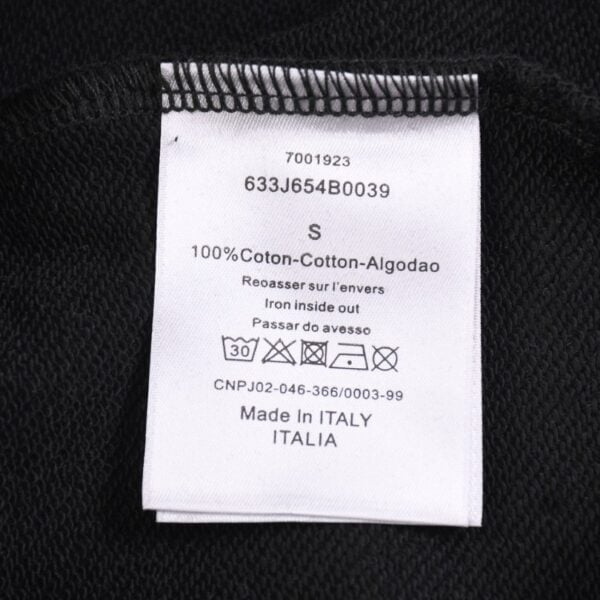 7001923
633J654B0039
S
100%Coton-Cotton-Algodao
Reoasser sur l'envers
Iron inside out
Passar do avesso
30
CNPJ02-046-366/0003-99
Made In ITALY
ITALIA